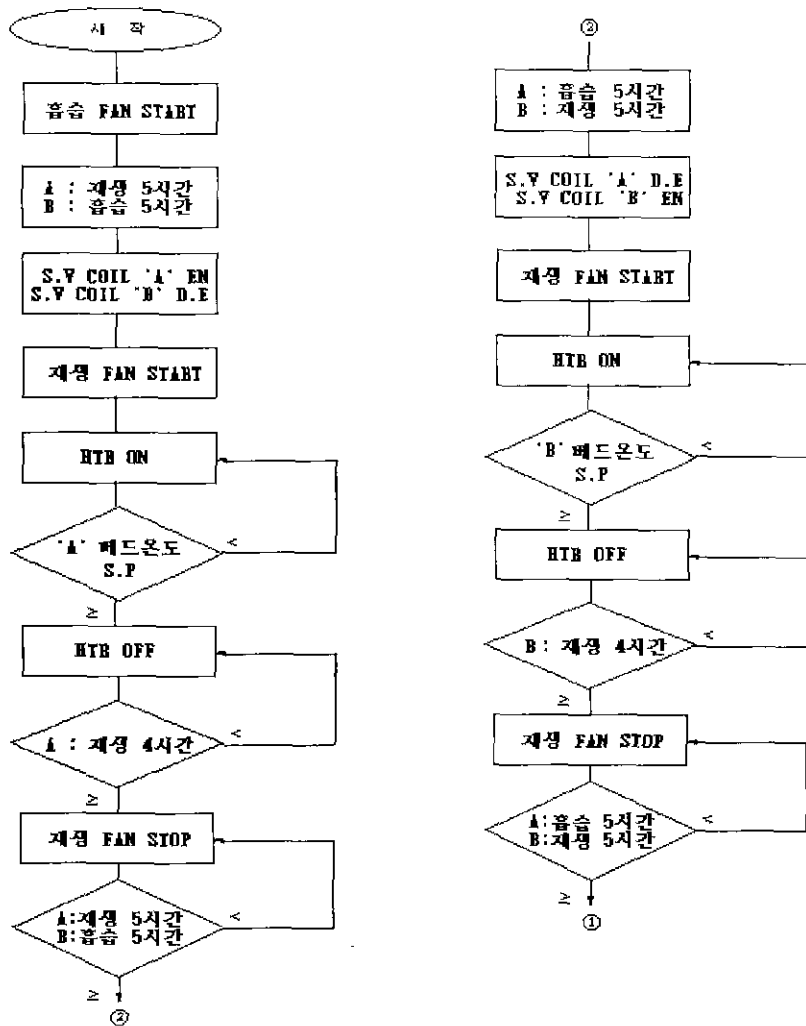 시 작
흡습 FAN START
A : 재생 5시간
B : 흡습 5시간
S.V COIL 'A' EN
S.V COIL 'B' D.E
재생 FAN START
HTR ON
'A' 베드온도
S.P
<
≥
HTR OFF
A : 재생 4시간
<
≥
재생 FAN STOP
A:재생 5시간
B:흡습 5시간
<
≥
②
②
A : 흡습 5시간
B : 재생 5시간
S.V COIL 'A' D.E
S.V COIL 'B' EN
재생 FAN START
HTR ON
'B' 베드온도
S.P
<
≥
HTR OFF
B : 재생 4시간
<
≥
재생 FAN STOP
A:흡습 5시간
B:재생 5시간
<
≥
①